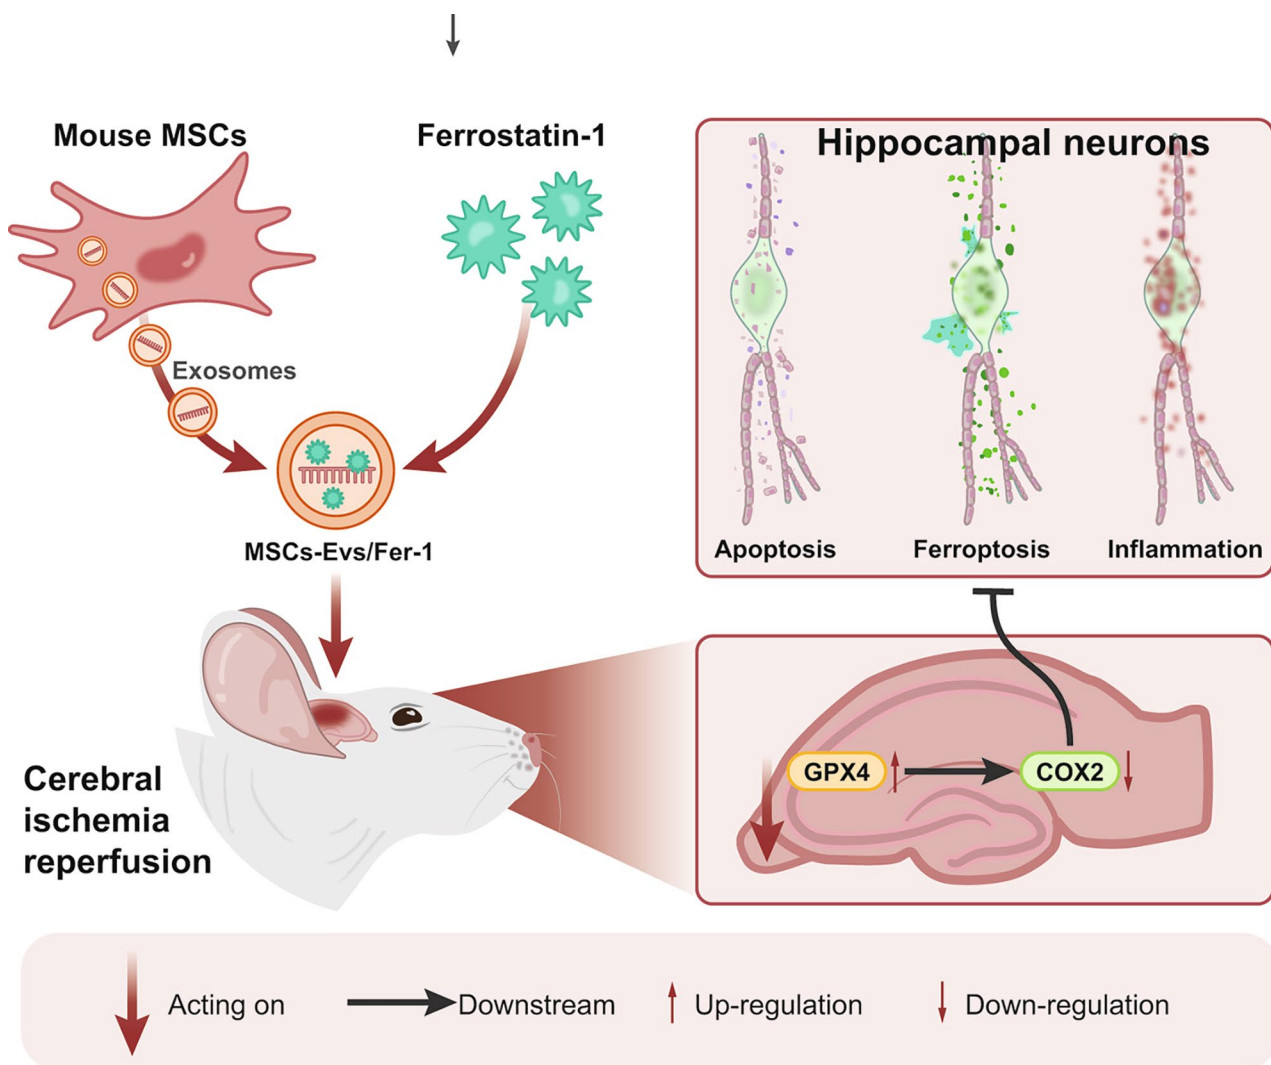 Mouse MSCs
Ferrostatin-1
Exosomes
MSCs-Evs/Fer-1
Hippocampal neurons
Apoptosis
Ferroptosis
Inflammation
Cerebral
ischemia
reperfusion
GPX4
COX2
Acting on
Downstream
Up-regulation
Down-regulation